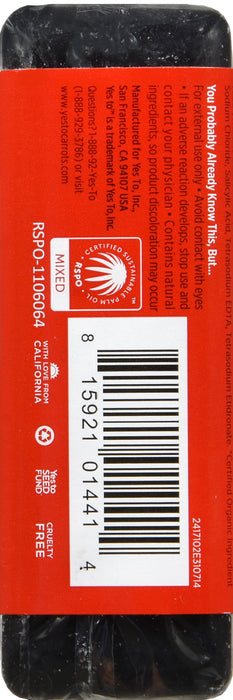 Sodium Chloride, Salicylic Acid, Tetrasodium EDTA, Tetrasodium Etidronate. *Certified Organic Ingredient
You Probably Already Know This, But...
For external use only • Avoid contact with eyes
• If an adverse reaction develops, stop use and
contact your physician • Contains natural
ingredients, so product discoloration may occur
Manufactured for Yes To, Inc.,
San Francisco, CA 94107 USA
Yes to™ is a trademark of Yes To, Inc.
Questions? 1-888-92-Yes-To
(1-888-929-3786) or visit:
www.yestocarrots.com
CERTIFIED SUSTAINABLE PALM OIL
RSPO
TM
MIXED
RSPO-1106064
8 15921 01441 4
2417102E310714
WITH LOVE FROM
CALIFORNIA
Yes to
SEED
FUND
CRUELTY
FREE